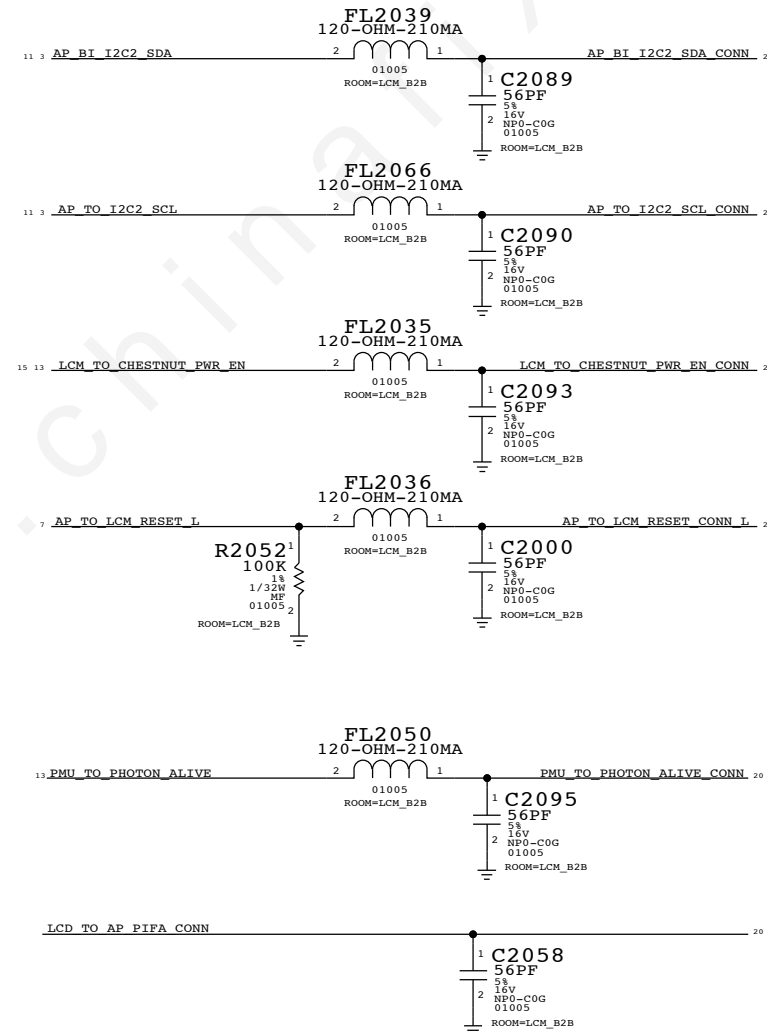 FL2039
120-OHM-210MA
11 3 AP_BI_I2C2_SDA 2 1 AP_BI_I2C2_SDA_CONN 2
01005
ROOM=LCM_B2B
1 C2089
56PF
5%
16V
2 NP0-C0G
01005
ROOM=LCM_B2B
FL2066
120-OHM-210MA
11 3 AP_TO_I2C2_SCL 2 1 AP_TO_I2C2_SCL_CONN 2
01005
ROOM=LCM_B2B
1 C2090
56PF
5%
16V
2 NP0-C0G
01005
ROOM=LCM_B2B
FL2035
120-OHM-210MA
15 13 LCM_TO_CHESTNUT_PWR_EN 2 1 LCM_TO_CHESTNUT_PWR_EN_CONN 2
01005
ROOM=LCM_B2B
1 C2093
56PF
5%
16V
2 NP0-C0G
01005
ROOM=LCM_B2B
FL2036
120-OHM-210MA
7 AP_TO_LCM_RESET_L 2 1 AP_TO_LCM_RESET_CONN_L 2
01005
ROOM=LCM_B2B
R2052 1
100K
1%
1/32W
MF
01005 2
ROOM=LCM_B2B
1 C2000
56PF
5%
16V
2 NP0-C0G
01005
ROOM=LCM_B2B
FL2050
120-OHM-210MA
13 PMU_TO_PHOTON_ALIVE 2 1 PMU_TO_PHOTON_ALIVE_CONN 20
01005
ROOM=LCM_B2B
1 C2095
56PF
5%
16V
2 NP0-C0G
01005
ROOM=LCM_B2B
LCD_TO_AP_PIFA_CONN 20
1 C2058
56PF
5%
16V
2 NP0-C0G
01005
ROOM=LCM_B2B